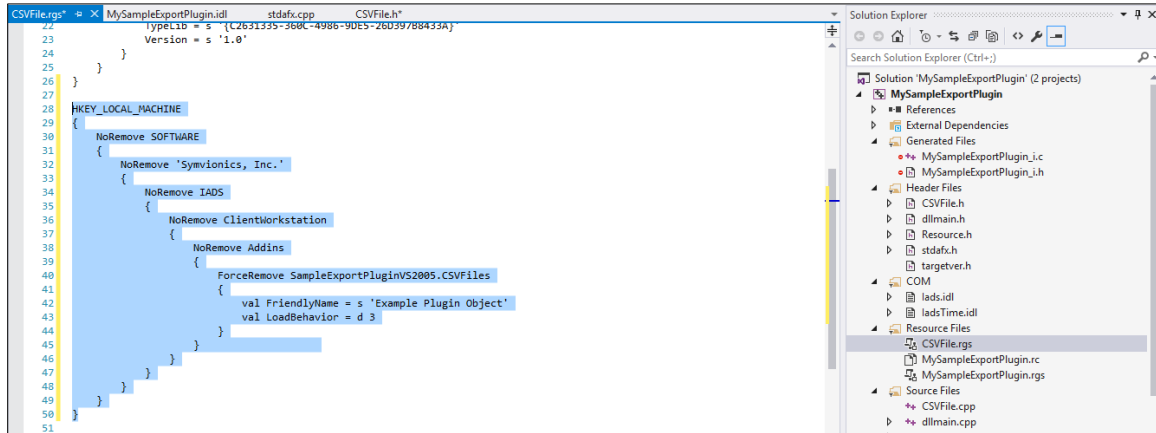 CSVFile.rgs* MySampleExportPlugin.idl stdafx.cpp CSVFile.h*
22 TypeLib = s '{C2631335-360C-4986-9DE5-26D397B8433A}'
23 Version = s '1.0'
24 }
25 }
26 }
27
28 HKEY_LOCAL_MACHINE
29 {
30 NoRemove SOFTWARE
31 {
32 NoRemove 'Symvionics, Inc.'
33 {
34 NoRemove IADS
35 {
36 NoRemove ClientWorkstation
37 {
38 NoRemove Addins
39 {
40 ForceRemove SampleExportPluginVS2005.CSVFiles
41 {
42 val FriendlyName = s 'Example Plugin Object'
43 val LoadBehavior = d 3
44 }
45 }
46 }
47 }
48 }
49 }
50 }
51
Solution Explorer
Search Solution Explorer (Ctrl+;)
Solution 'MySampleExportPlugin' (2 projects)
MySampleExportPlugin
References
External Dependencies
Generated Files
MySampleExportPlugin_i.c
MySampleExportPlugin_i.h
Header Files
CSVFile.h
dllmain.h
Resource.h
stdafx.h
targetver.h
COM
Iads.idl
IadsTime.idl
Resource Files
CSVFile.rgs
MySampleExportPlugin.rc
MySampleExportPlugin.rgs
Source Files
CSVFile.cpp
dllmain.cpp